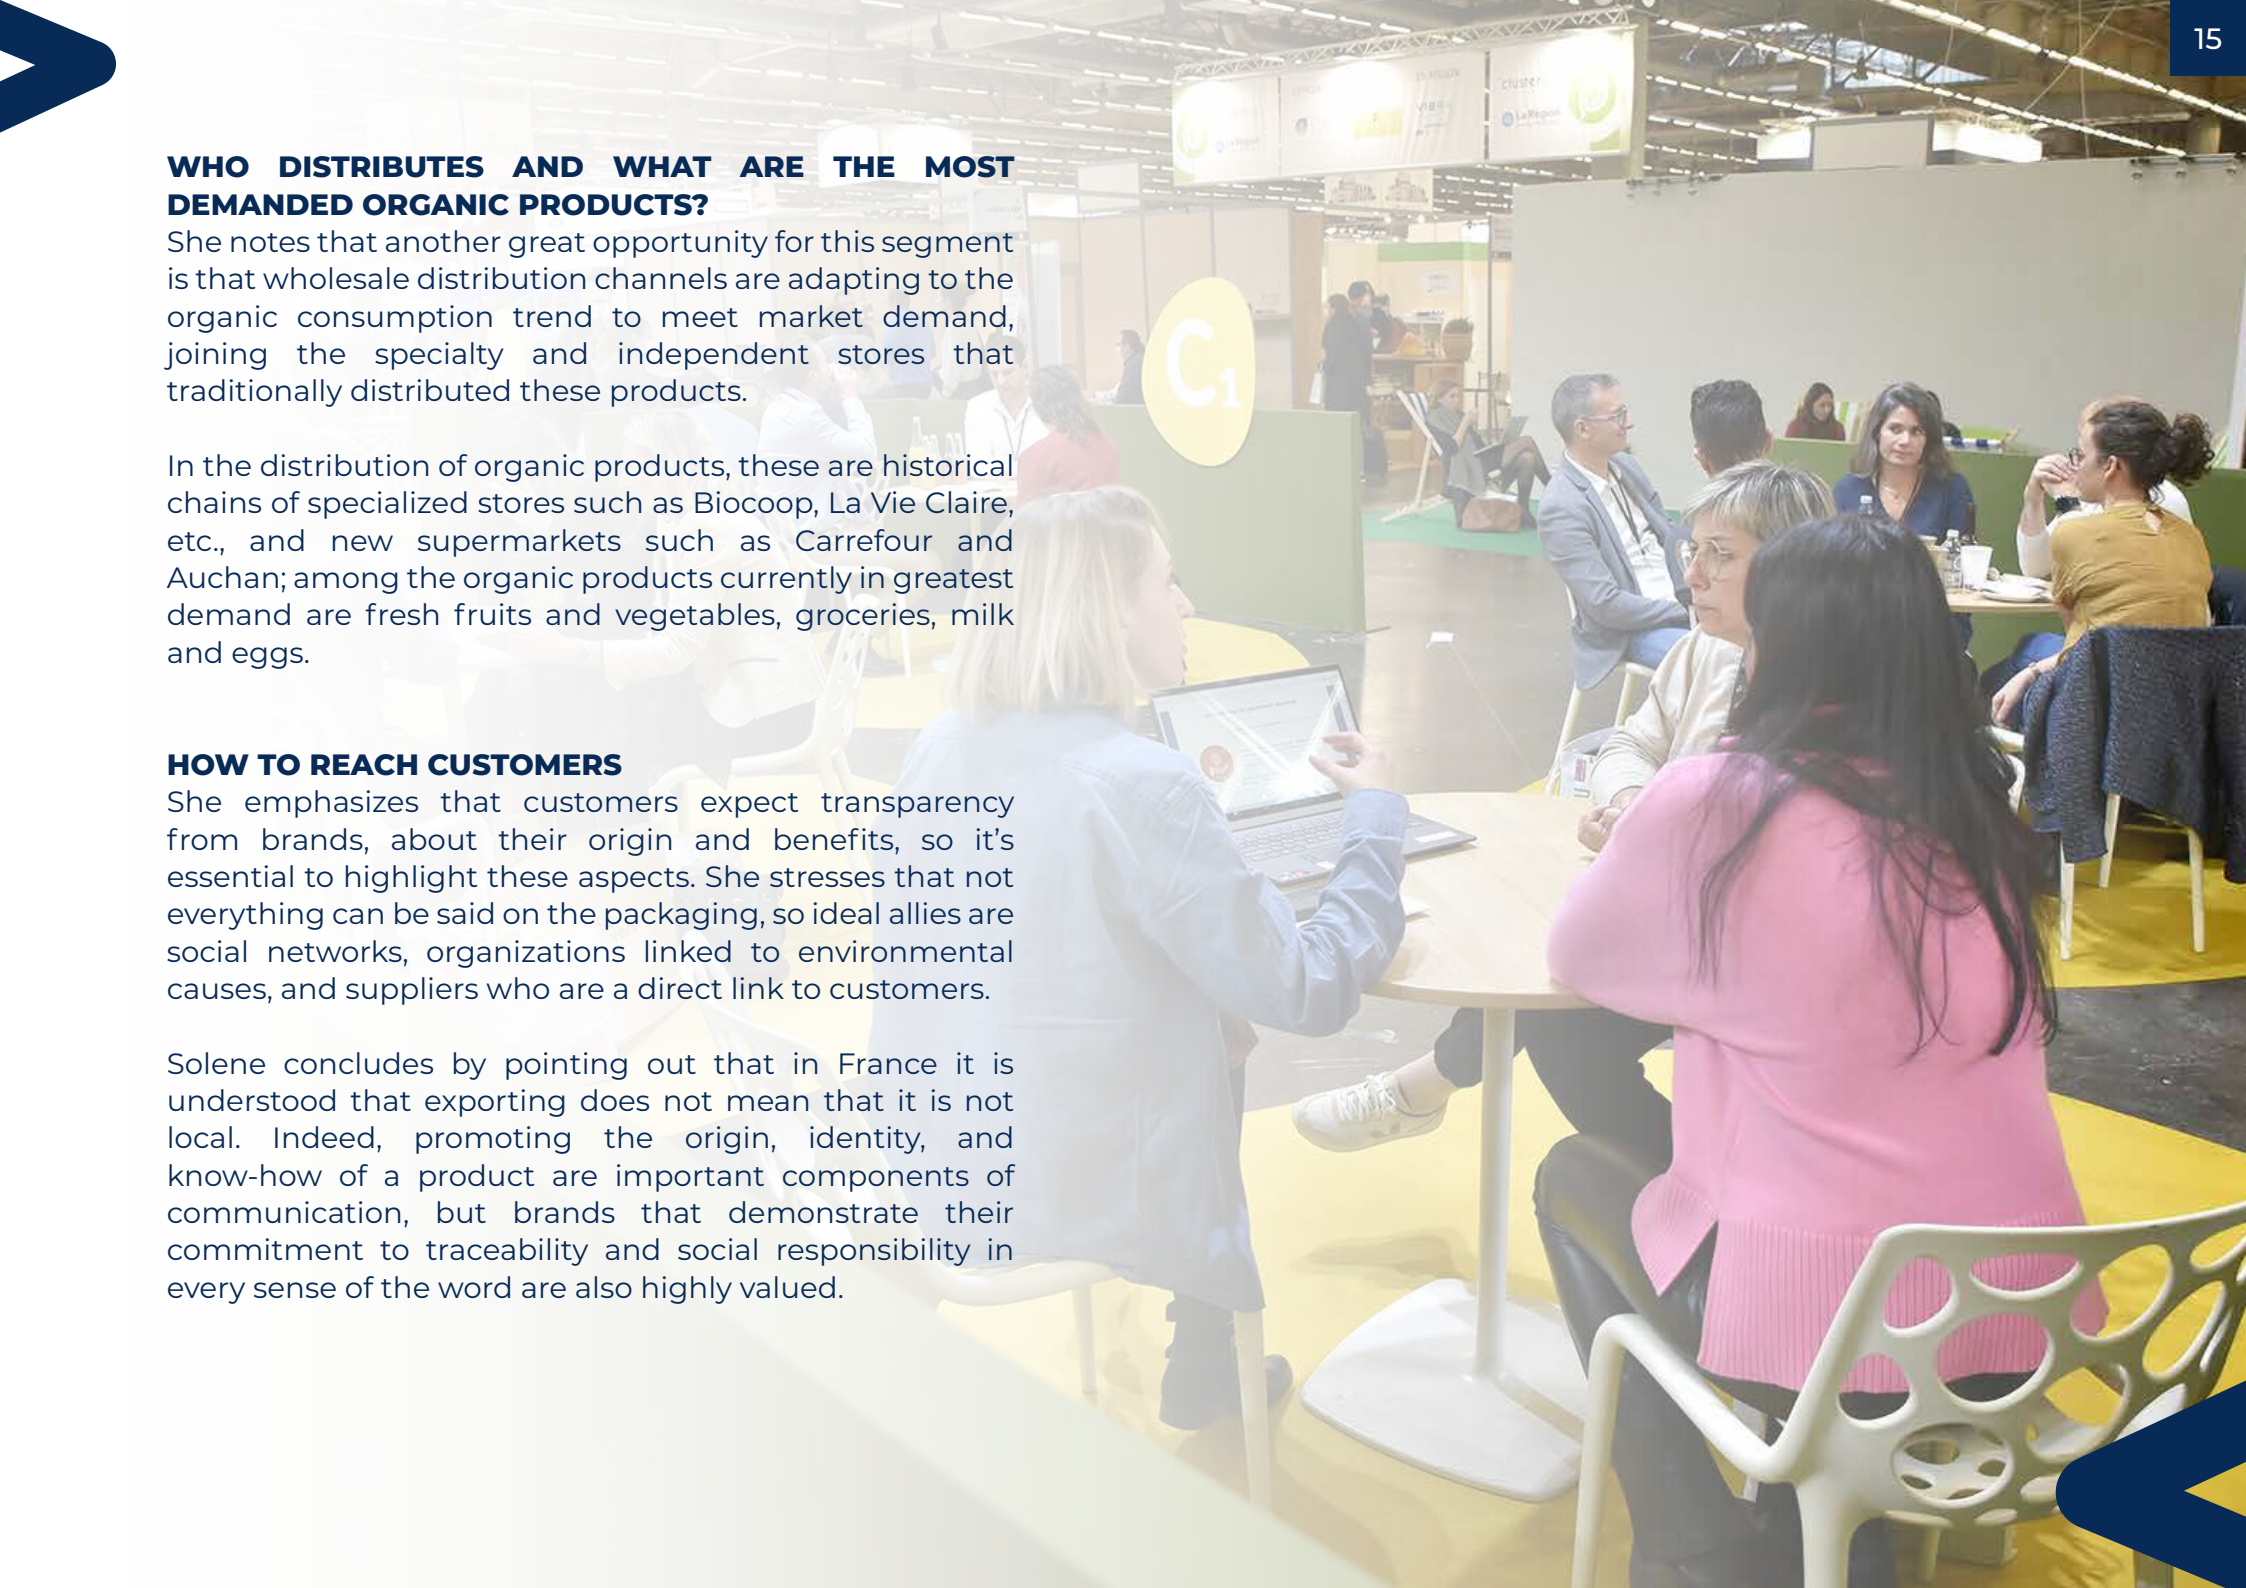 15
WHO DISTRIBUTES AND WHAT ARE THE MOST
DEMANDED ORGANIC PRODUCTS?
She notes that another great opportunity for this segment
is that wholesale distribution channels are adapting to the
organic consumption trend to meet market demand,
joining the specialty and independent stores that
traditionally distributed these products.
In the distribution of organic products, these are historical
chains of specialized stores such as Biocoop, La Vie Claire,
etc., and new supermarkets such as Carrefour and
Auchan; among the organic products currently in greatest
demand are fresh fruits and vegetables, groceries, milk
and eggs.
HOW TO REACH CUSTOMERS
She emphasizes that customers expect transparency
from brands, about their origin and benefits, so it's
essential to highlight these aspects. She stresses that not
everything can be said on the packaging, so ideal allies are
social networks, organizations linked to environmental
causes, and suppliers who are a direct link to customers.
Solene concludes by pointing out that in France it is
understood that exporting does not mean that it is not
local. Indeed, promoting the origin, identity, and
know-how of a product are important components of
communication, but brands that demonstrate their
commitment to traceability and social responsibility in
every sense of the word are also highly valued.
cluster
La Région
C1